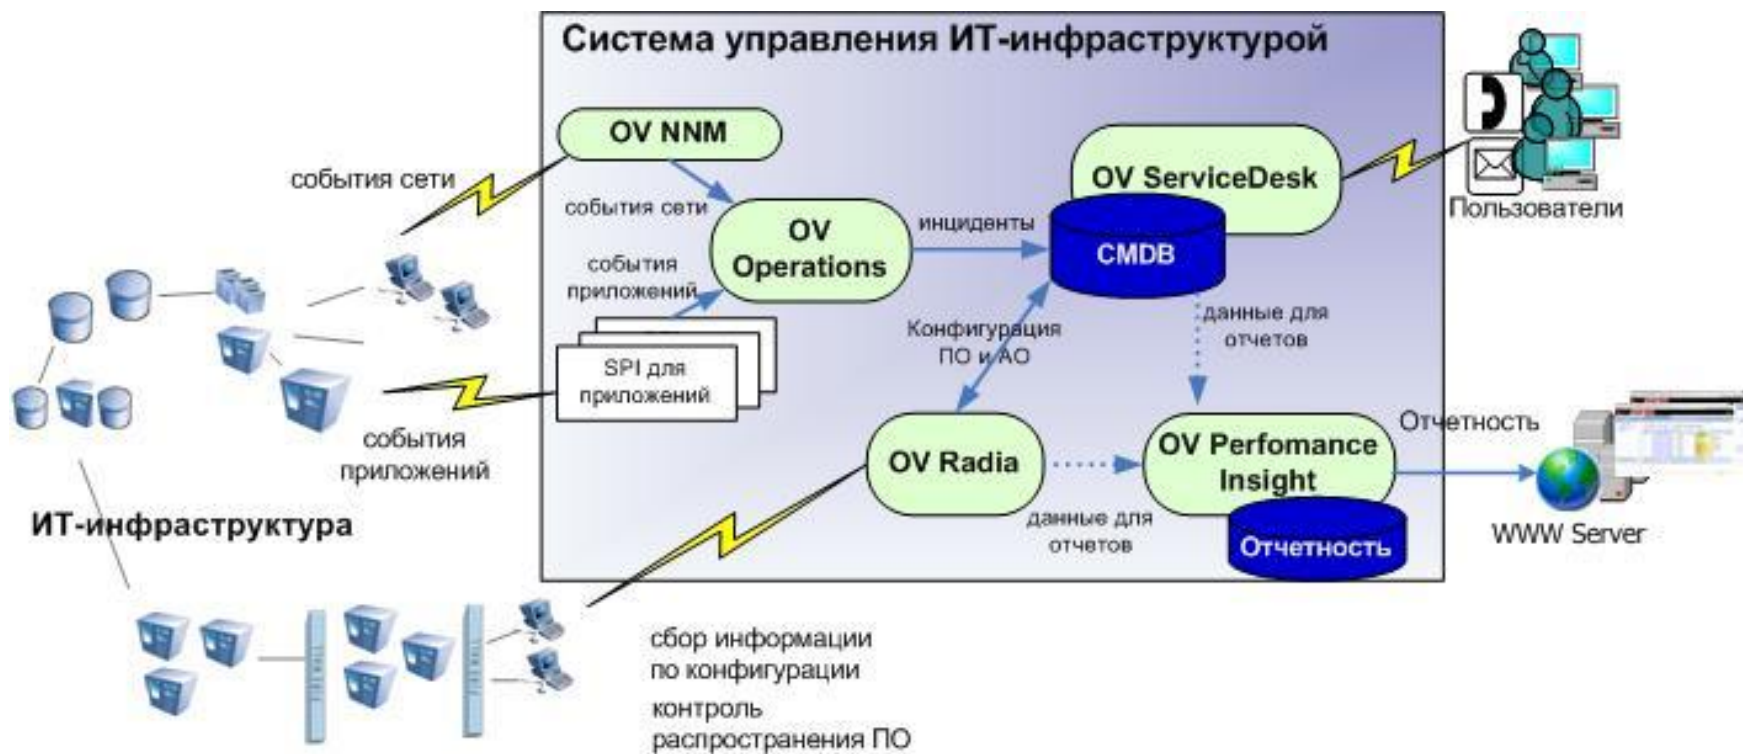 Система управления ИТ-инфраструктурой
OV NNM
события сети
события сети
OV
Operations
инциденты
OV ServiceDesk
CMDB
Пользователи
события
приложений
SPI для
приложений
Конфигурация
ПО и АО
данные для
отчетов
события
приложений
OV Radia
OV Perfomance
Insight
Отчетность
Отчетность
WWW Server
данные для
отчетов
ИТ-инфраструктура
FIREWALL
FIREWALL
сбор информации
по конфигурации
контроль
распространения ПО